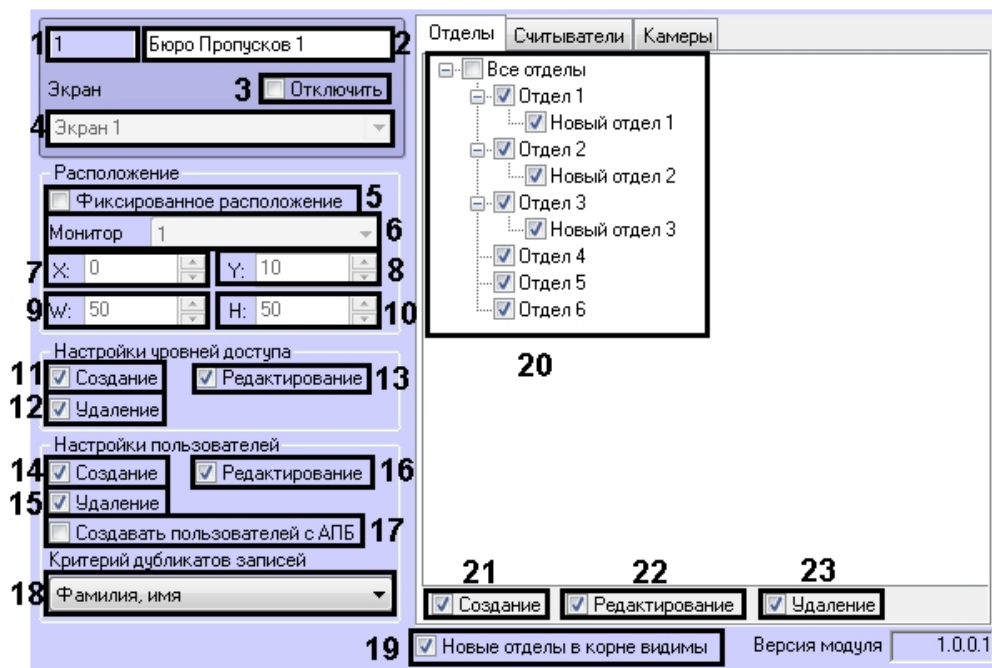 1 1 Бюро Пропусков 1 2
Экран 3 Отключить
4 Экран 1
Расположение
Фиксированное расположение 5
Монитор 1 6
7 X: 0 Y: 10 8
9 W: 50 H: 50 10
Настройки уровней доступа
11 Создание Редактирование 13
12 Удаление
Настройки пользователей
14 Создание Редактирование 16
15 Удаление
Создавать пользователей с АПБ 17
Критерий дубликатов записей
18 Фамилия, имя
Отделы Считыватели Камеры
Все отделы
Отдел 1
Новый отдел 1
Отдел 2
Новый отдел 2
Отдел 3
Новый отдел 3
Отдел 4
Отдел 5
Отдел 6
20
21 22 23
Создание Редактирование Удаление
19 Новые отделы в корне видимы Версия модуля 1.0.0.1